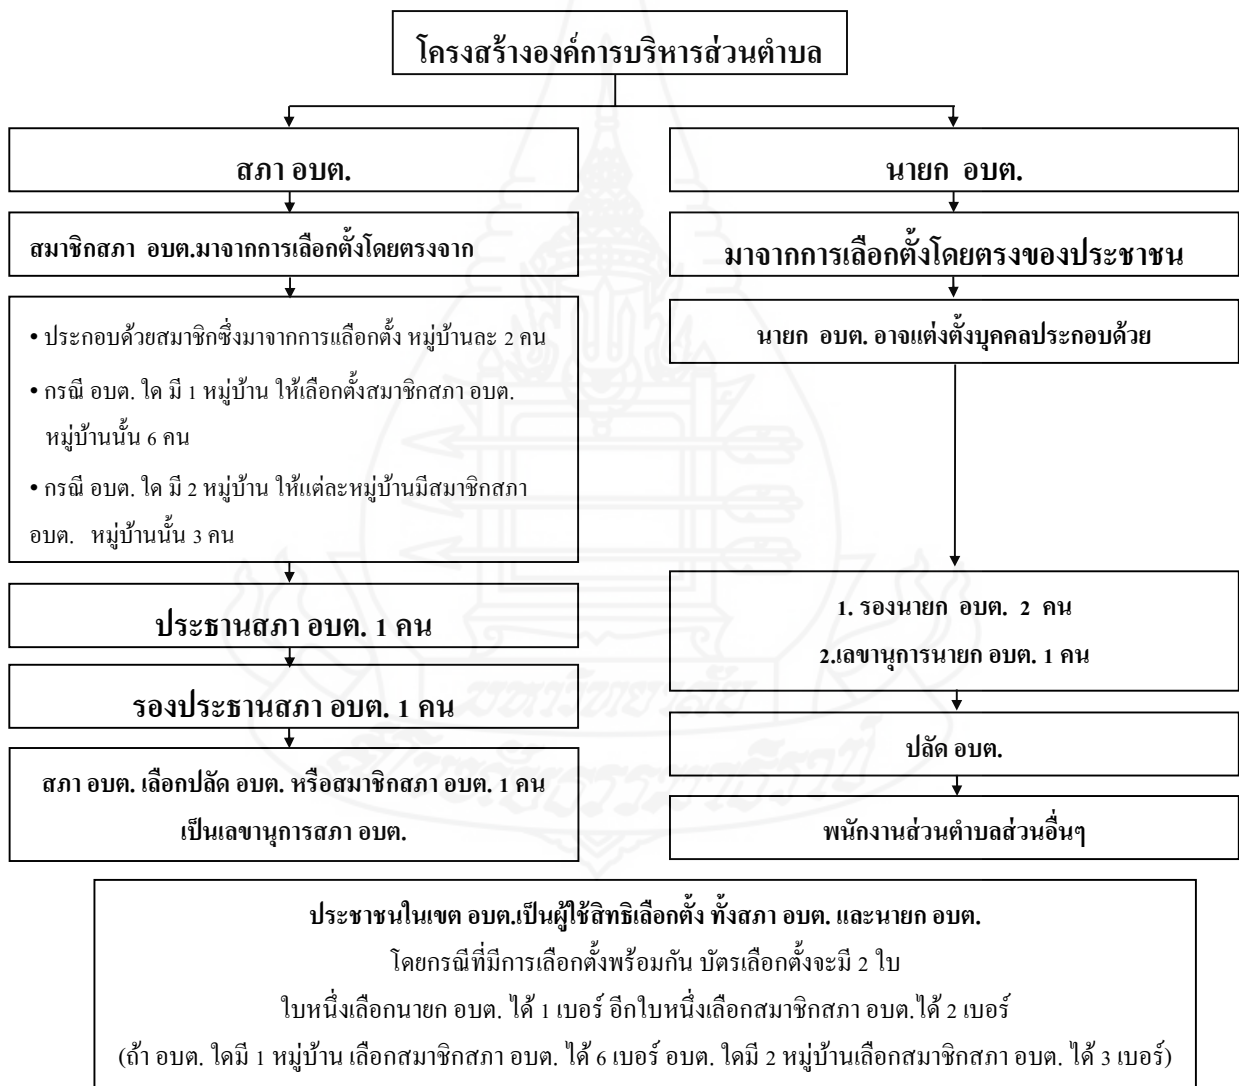 โครงสร้างองค์การบริหารส่วนตำบล
สภา อบต.
สมาชิกสภา อบต.มาจากการเลือกตั้งโดยตรงจาก
• ประกอบด้วยสมาชิกซึ่งมาจากการแลือกตั้ง หมู่บ้านละ 2 คน
• กรณี อบต. ใด มี 1 หมู่บ้าน ให้เลือกตั้งสมาชิกสภา อบต.
หมู่บ้านนั้น 6 คน
• กรณี อบต. ใด มี 2 หมู่บ้าน ให้แต่ละหมู่บ้านมีสมาชิกสภา
อบต. หมู่บ้านนั้น 3 คน
ประธานสภา อบต. 1 คน
รองประธานสภา อบต. 1 คน
สภา อบต. เลือกปลัด อบต. หรือสมาชิกสภา อบต. 1 คน
เป็นเลขานุการสภา อบต.
นายก อบต.
มาจากการเลือกตั้งโดยตรงของประชาชน
นายก อบต. อาจแต่งตั้งบุคคลประกอบด้วย
1. รองนายก อบต. 2 คน
2.เลขานุการนายก อบต. 1 คน
ปลัด อบต.
พนักงานส่วนตำบลส่วนอื่นๆ
มหาวิทยาลัย
สุโขทัยธรรมาธิราช
ประชาชนในเขต อบต.เป็นผู้ใช้สิทธิเลือกตั้ง ทั้งสภา อบต. และนายก อบต.
โดยกรณีที่มีการเลือกตั้งพร้อมกัน บัตรเลือกตั้งจะมี 2 ใบ
ใบหนึ่งเลือกนายก อบต. ได้ 1 เบอร์ อีกใบหนึ่งเลือกสมาชิกสภา อบต.ได้ 2 เบอร์
(ถ้า อบต. ใดมี 1 หมู่บ้าน เลือกสมาชิกสภา อบต. ได้ 6 เบอร์ อบต. ใดมี 2 หมู่บ้านเลือกสมาชิกสภา อบต. ได้ 3 เบอร์)